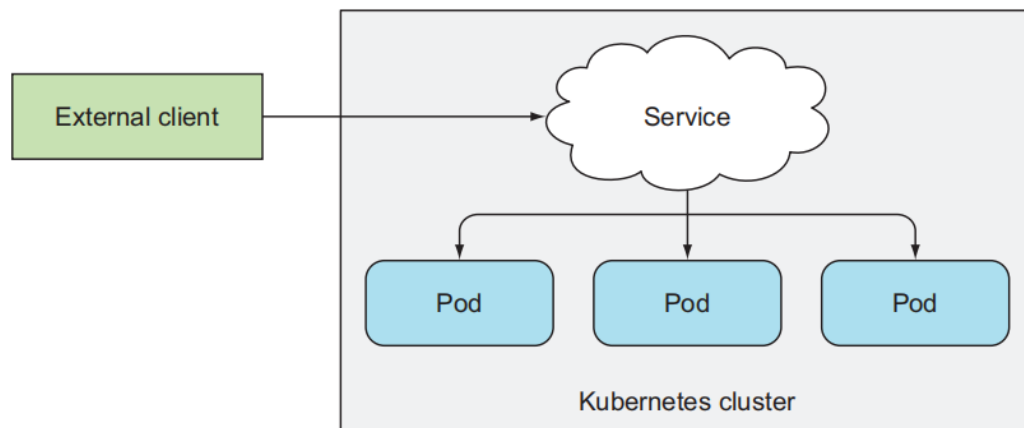 External client
Service
Pod
Pod
Pod
Kubernetes cluster